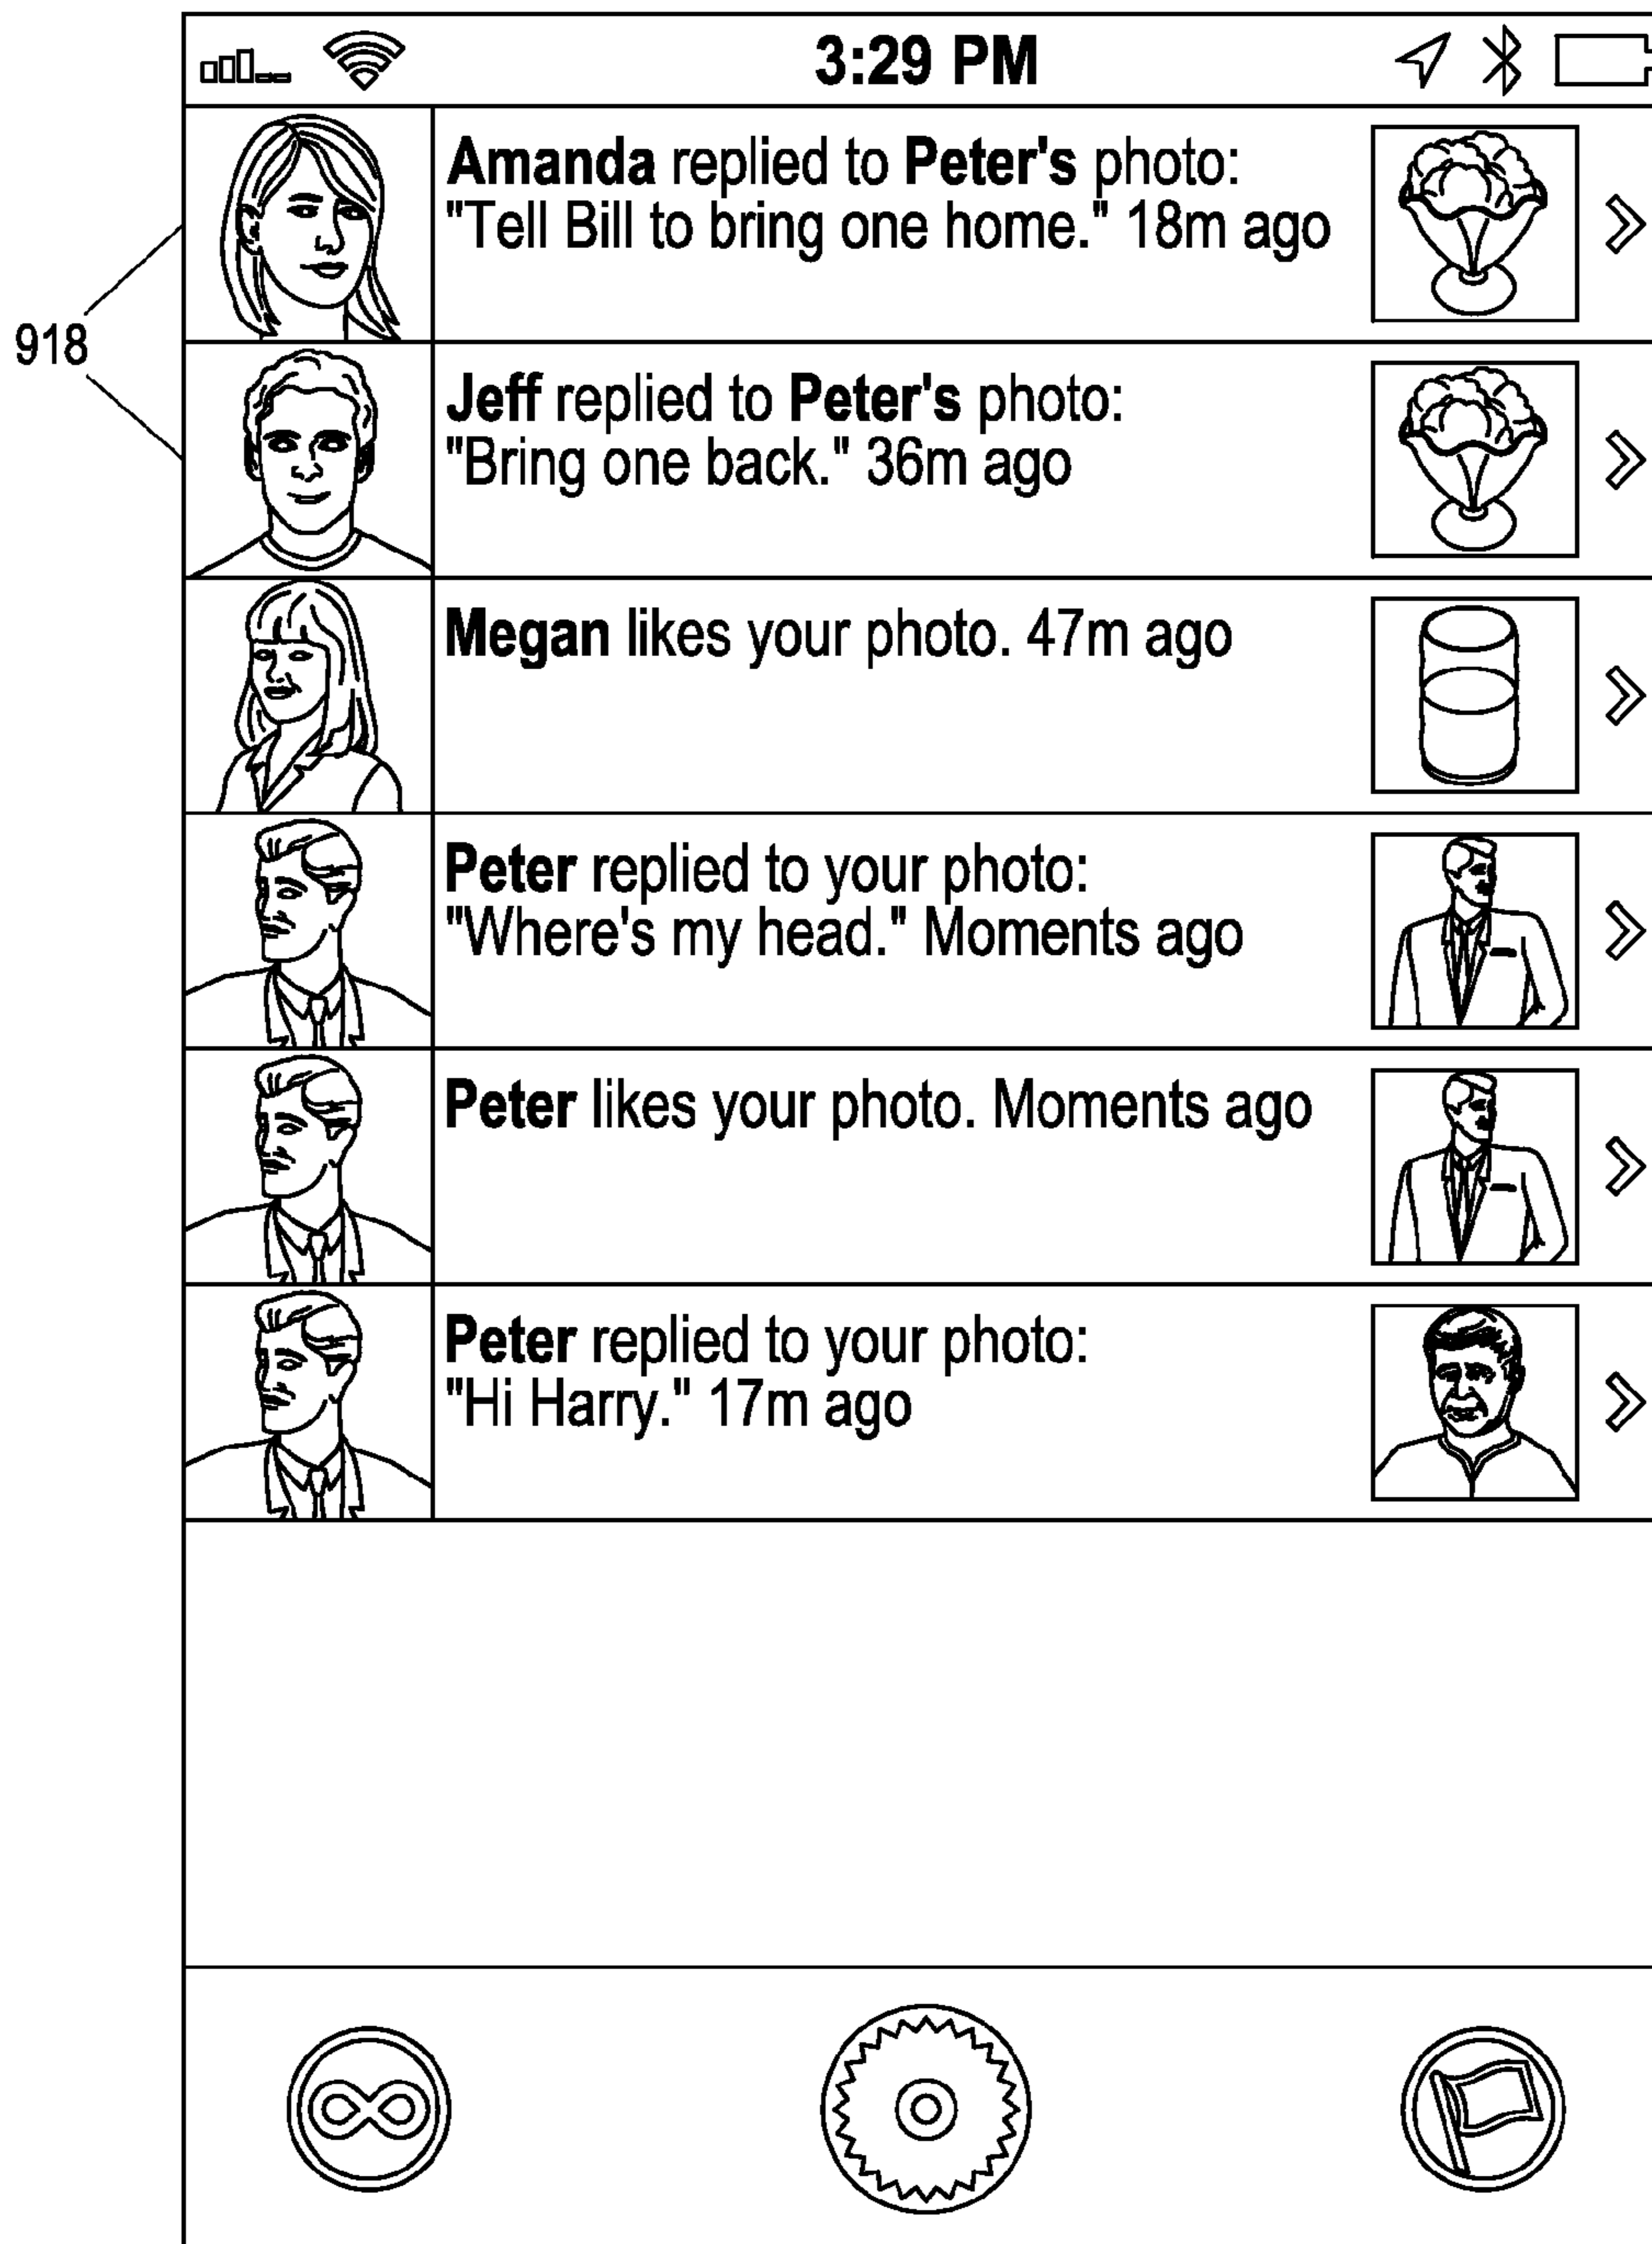 3:29 PM
Amanda replied to Peter's photo:
"Tell Bill to bring one home." 18m ago
918
Jeff replied to Peter's photo:
"Bring one back." 36m ago
Megan likes your photo. 47m ago
Peter replied to your photo:
"Where's my head." Moments ago
Peter likes your photo. Moments ago
Peter replied to your photo:
"Hi Harry." 17m ago